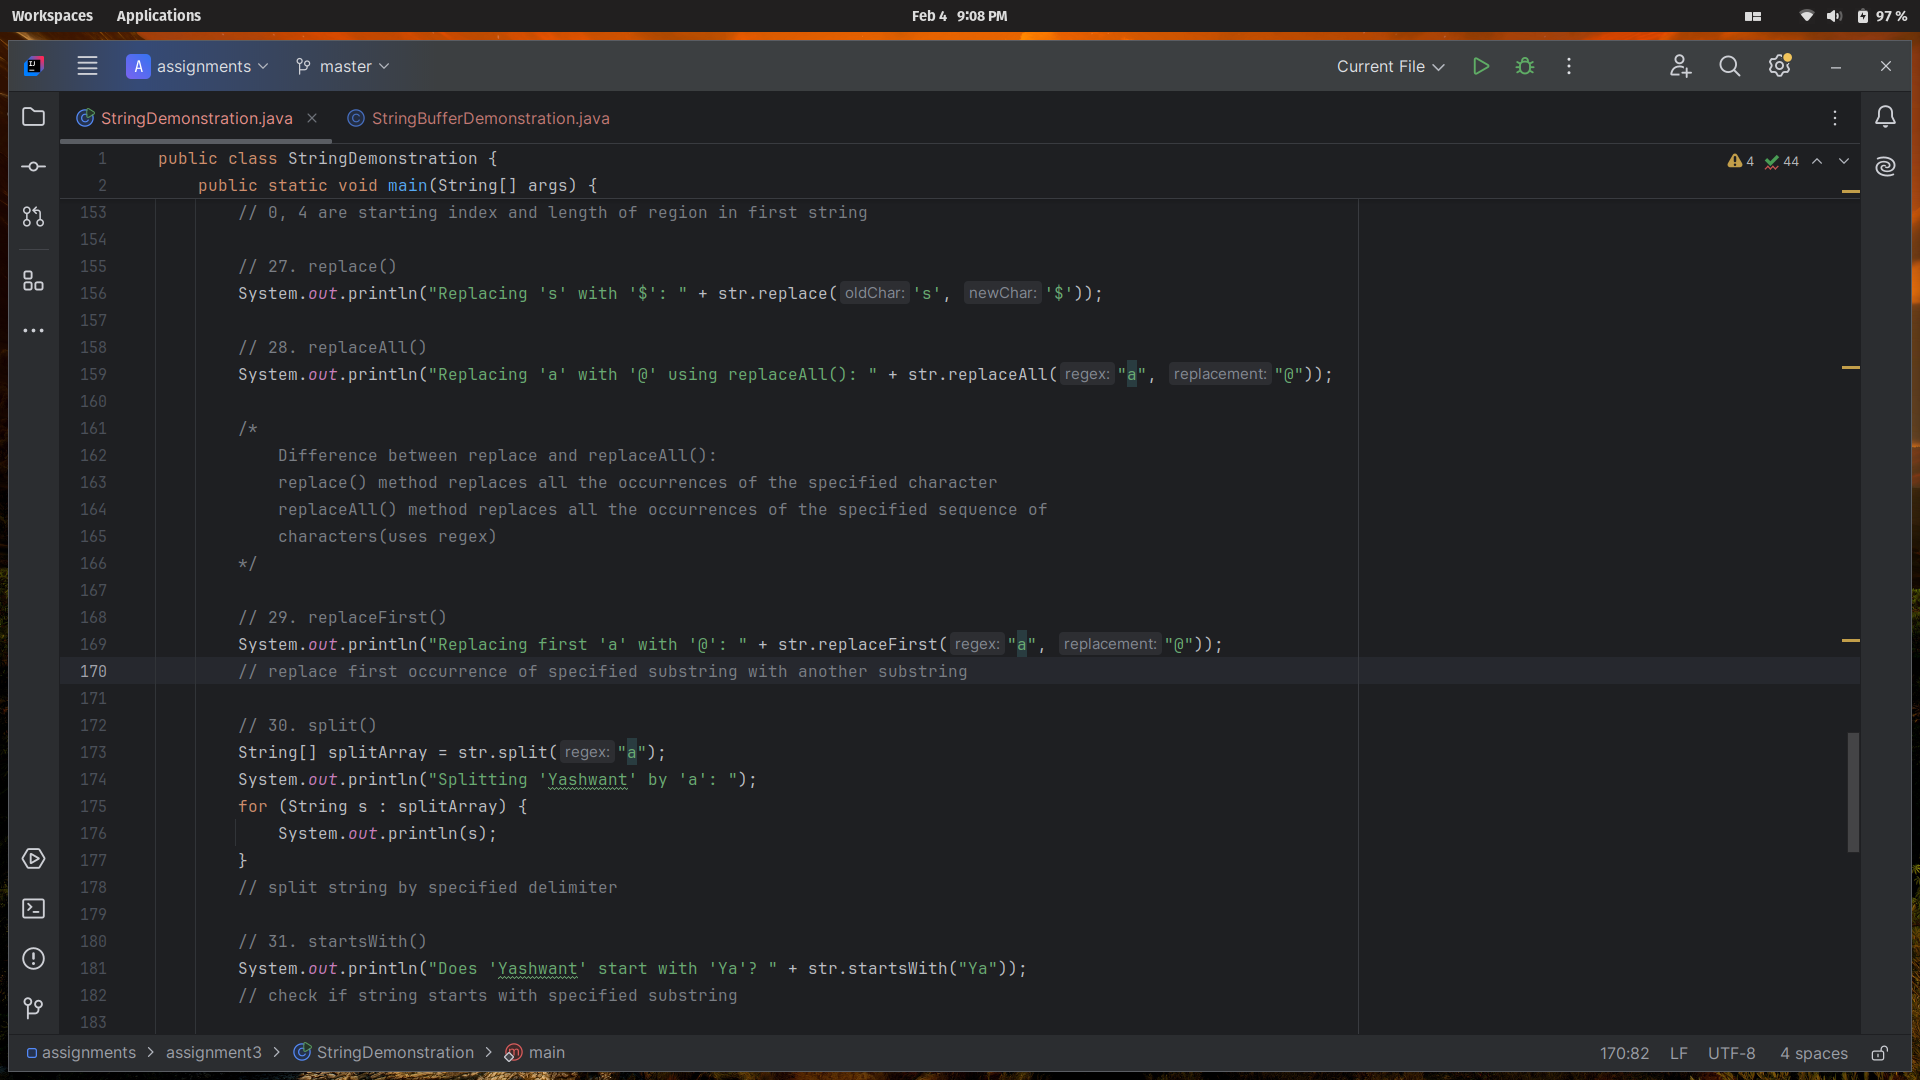 Workspaces Applications Feb 4 9:08 PM 97 %
A assignments master Current File
StringDemonstration.java StringBufferDemonstration.java
1 public class StringDemonstration { 4 44
2 public static void main(String[] args) {
153 // 0, 4 are starting index and length of region in first string
154
155 // 27. replace()
156 System.out.println("Replacing 's' with '$': " + str.replace( oldChar: 's', newChar: '$'));
157
158 // 28. replaceAll()
159 System.out.println("Replacing 'a' with '@' using replaceAll(): " + str.replaceAll( regex: "a", replacement: "@"));
160
161 /*
162 Difference between replace and replaceAll():
163 replace() method replaces all the occurrences of the specified character
164 replaceAll() method replaces all the occurrences of the specified sequence of
165 characters(uses regex)
166 */
167
168 // 29. replaceFirst()
169 System.out.println("Replacing first 'a' with '@': " + str.replaceFirst( regex: "a", replacement: "@"));
170 // replace first occurrence of specified substring with another substring
171
172 // 30. split()
173 String[] splitArray = str.split( regex: "a");
174 System.out.println("Splitting 'Yashwant' by 'a': ");
175 for (String s : splitArray) {
176 System.out.println(s);
177 }
178 // split string by specified delimiter
179
180 // 31. startsWith()
181 System.out.println("Does 'Yashwant' start with 'Ya'? " + str.startsWith("Ya"));
182 // check if string starts with specified substring
183
assignments > assignment3 > StringDemonstration > main 170:82 LF UTF-8 4 spaces